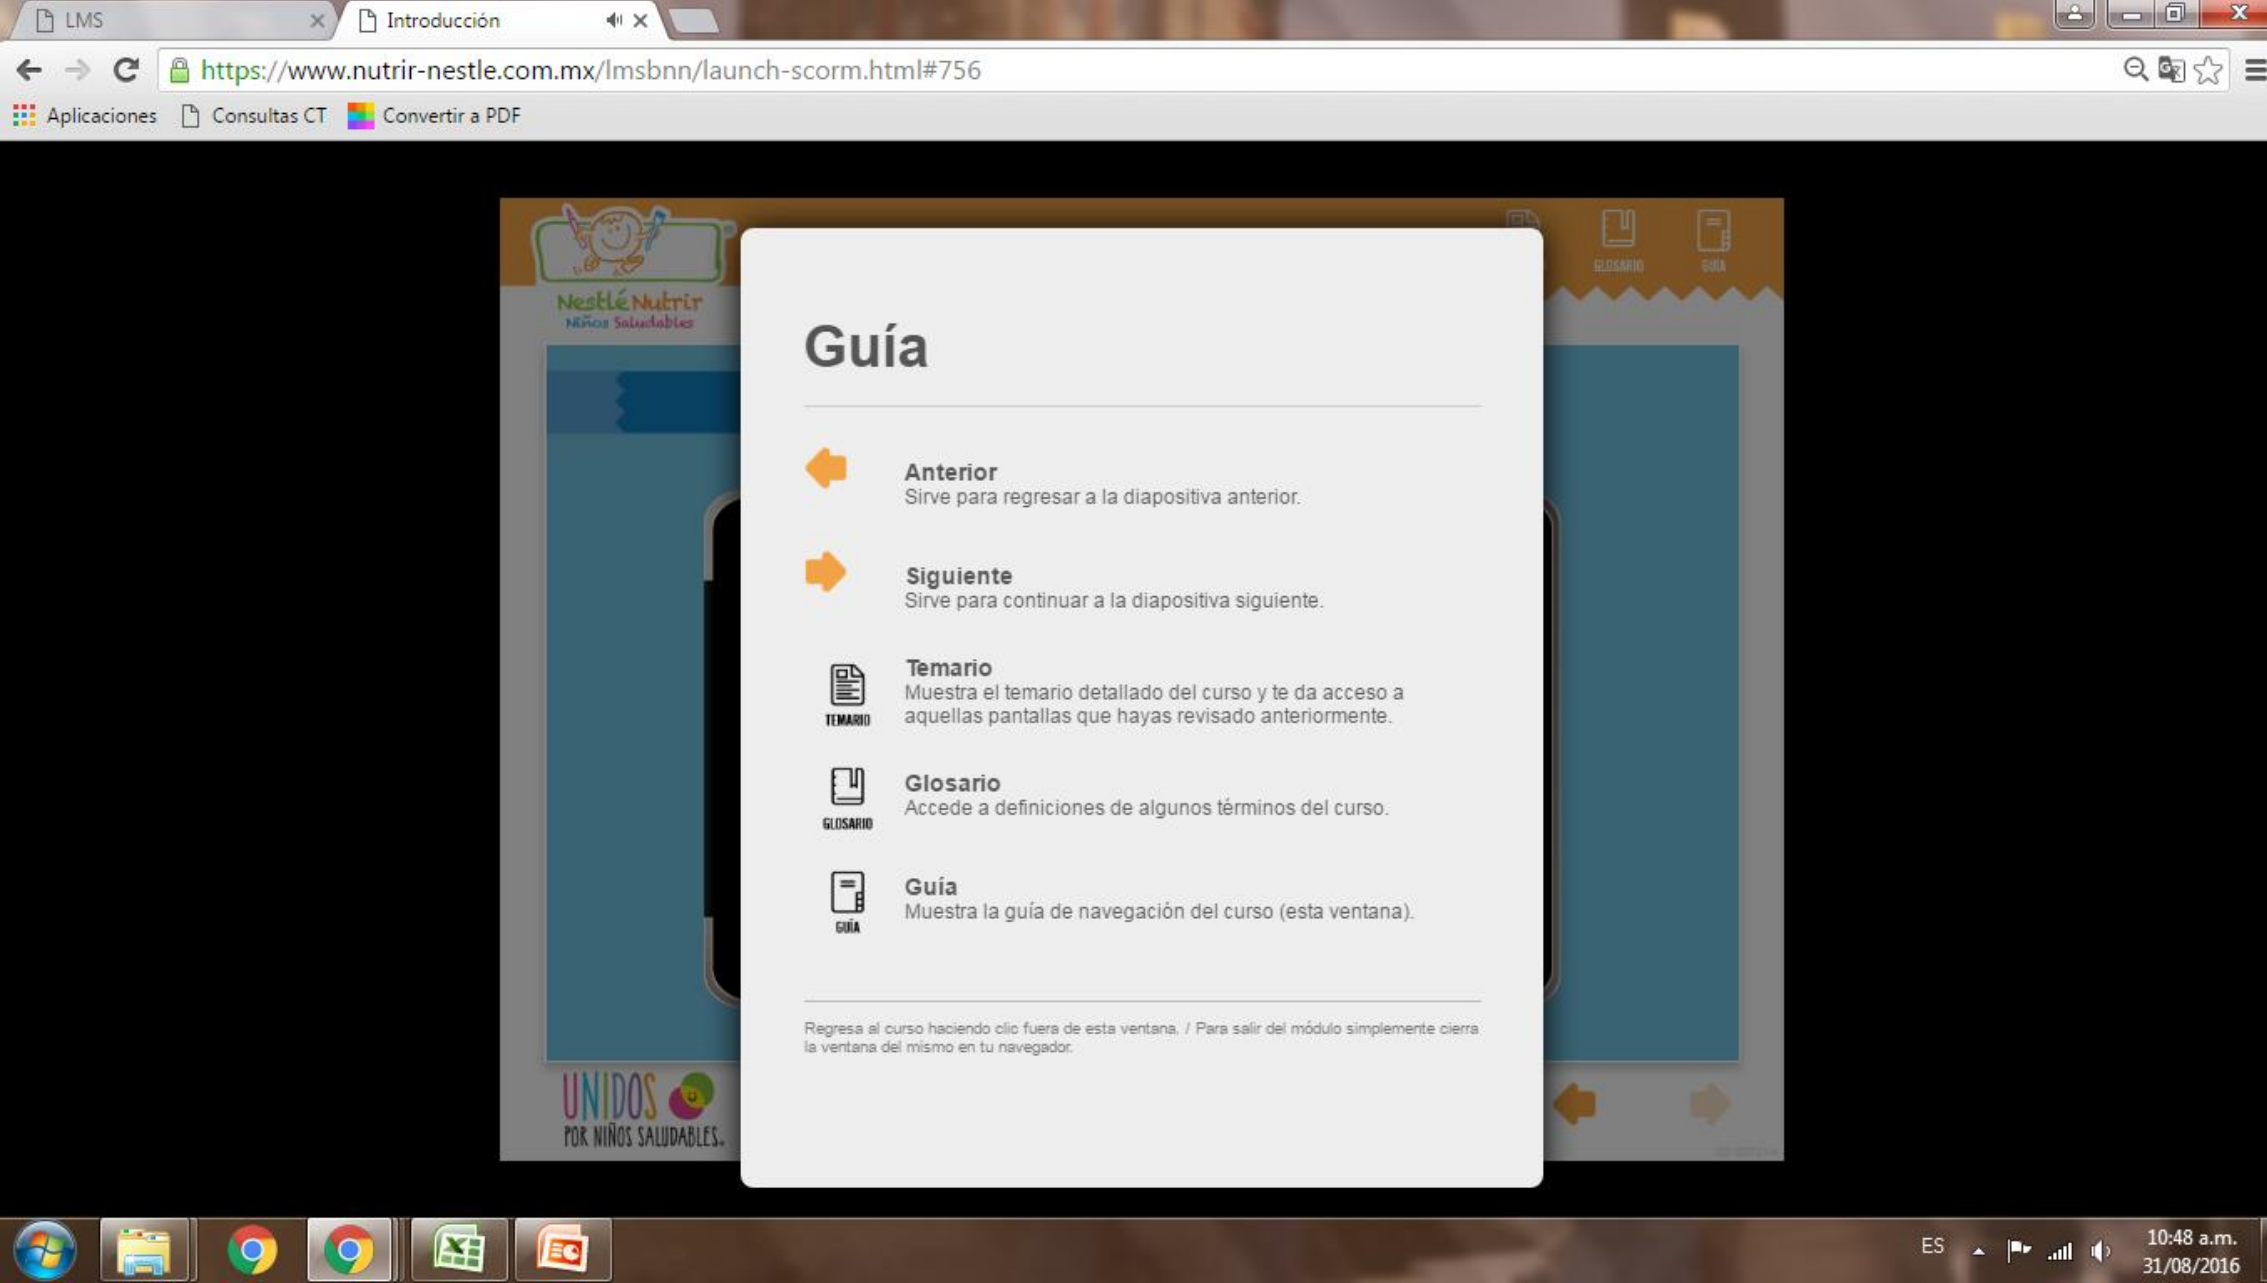 LMS
Introducción
https://www.nutrir-nestle.com.mx/lmsbnn/launch-scorm.html#756
Aplicaciones
Consultas CT
Convertir a PDF
GLOSARIO
GUÍA
Nestlé Nutrir
Niños Saludables
Guía
Anterior
Sirve para regresar a la diapositiva anterior.
Siguiente
Sirve para continuar a la diapositiva siguiente.
TEMARIO
Temario
Muestra el temario detallado del curso y te da acceso a
aquellas pantallas que hayas revisado anteriormente.
GLOSARIO
Glosario
Accede a definiciones de algunos términos del curso.
GUÍA
Guía
Muestra la guía de navegación del curso (esta ventana).
Regresa al curso haciendo clic fuera de esta ventana. / Para salir del módulo simplemente cierra
la ventana del mismo en tu navegador.
UNIDOS
POR NIÑOS SALUDABLES.
ES
10:48 a.m.
31/08/2016